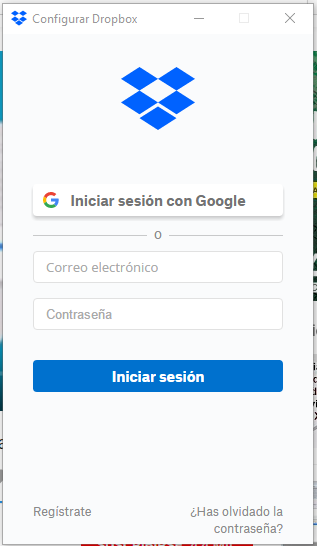 Configurar Dropbox
Iniciar sesión con Google
o
Correo electrónico
Contraseña
Iniciar sesión
Regístrate
¿Has olvidado la
contraseña?